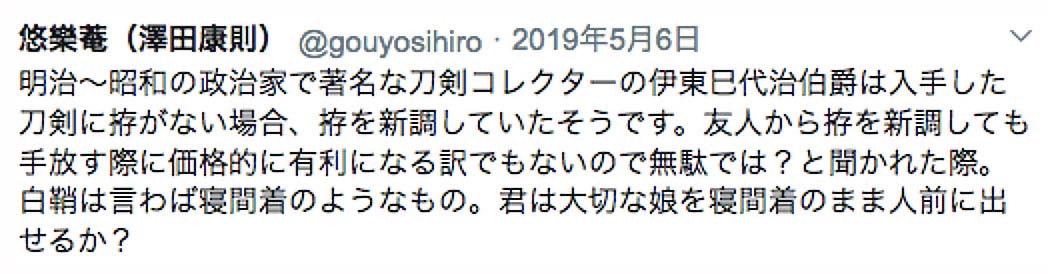 悠樂菴（澤田康則） @gouyosihiro · 2019年5月6日
明治〜昭和の政治家で著名な刀剣コレクターの伊東巳代治伯爵は入手した
刀剣に拵がない場合、拵を新調していたそうです。友人から拵を新調しても
手放す際に価格的に有利になる訳でもないので無駄では？と聞かれた際。
白鞘は言わば寝間着のようなもの。君は大切な娘を寝間着のまま人前に出
せるか？